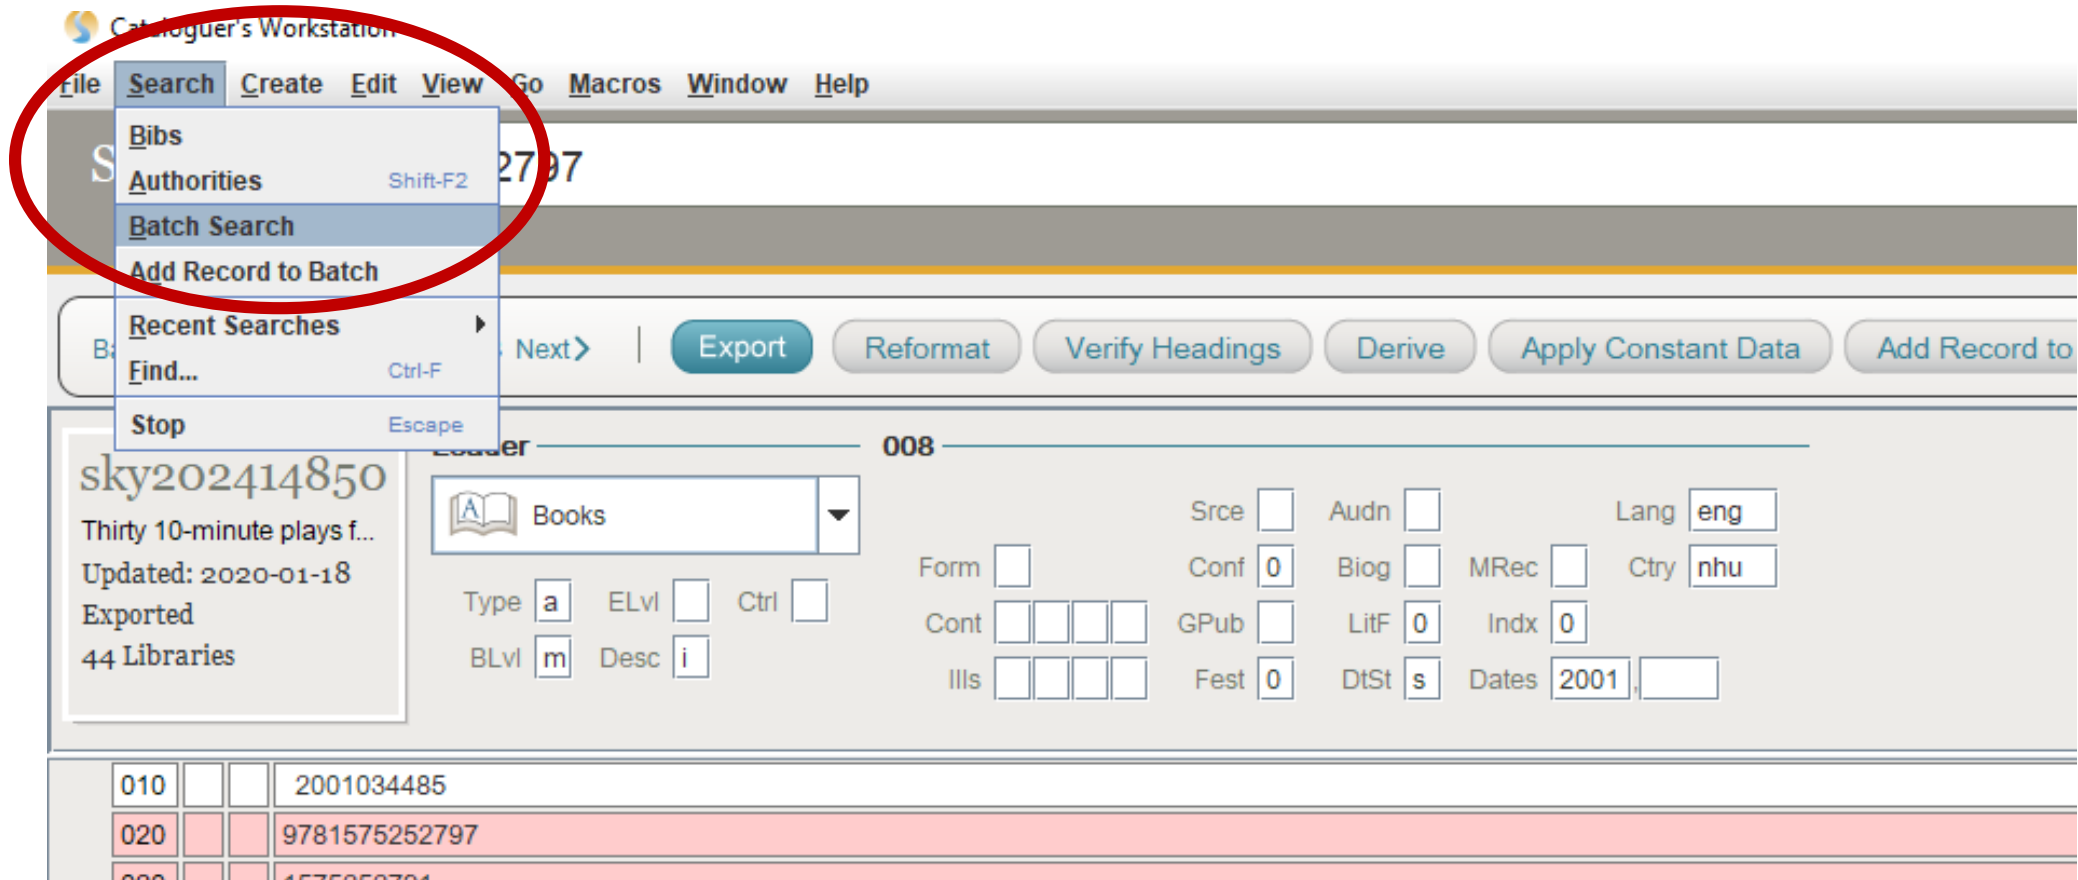 Cataloguer's Workstation
File Search Create Edit View Go Macros Window Help
Bibs
Authorities Shift-F2
Batch Search
Add Record to Batch
Recent Searches
Find... Ctrl-F
Stop Escape
S 2797
Next Export Reformat Verify Headings Derive Apply Constant Data Add Record to
sky202414850
Thirty 10-minute plays f...
Updated: 2020-01-18
Exported
44 Libraries
Leader 008
Books
Srce Audn Lang eng
Form Conf 0 Biog MRec Ctry nhu
Type a ELvl Ctrl
Cont GPub LitF 0 Indx 0
BLvl m Desc i
Ills Fest 0 DtSt s Dates 2001 ,
010 2001034485
020 9781575252797